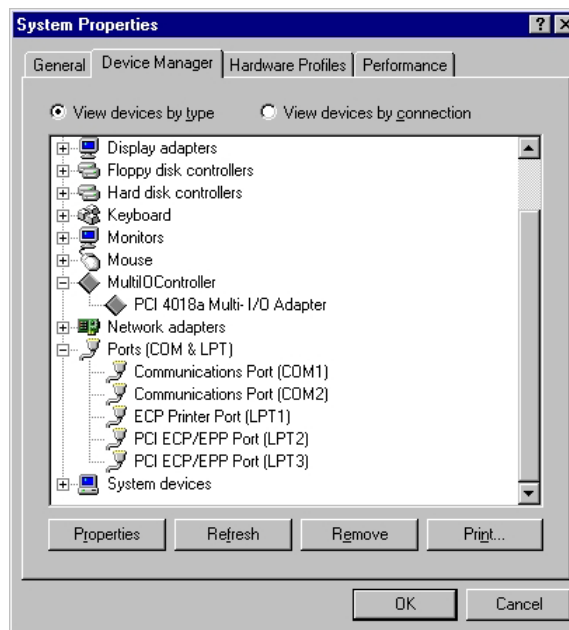 System Properties
General Device Manager Hardware Profiles Performance
View devices by type View devices by connection
Display adapters
Floppy disk controllers
Hard disk controllers
Keyboard
Monitors
Mouse
MultiIOController
PCI 4018a Multi- I/O Adapter
Network adapters
Ports (COM & LPT)
Communications Port (COM1)
Communications Port (COM2)
ECP Printer Port (LPT1)
PCI ECP/EPP Port (LPT2)
PCI ECP/EPP Port (LPT3)
System devices
Properties Refresh Remove Print...
OK Cancel